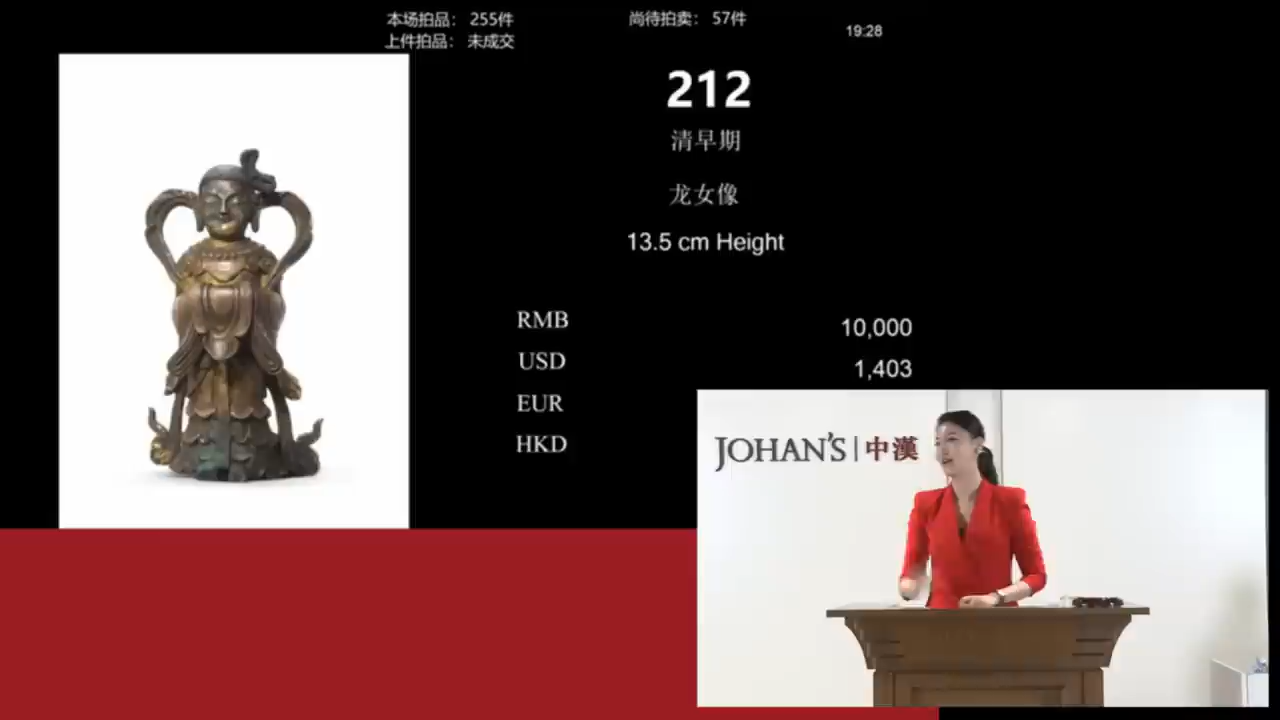 本场拍品： 255件
尚待拍卖： 57件
19:28
上件拍品： 未成交
212
清早期
龙女像
13.5 cm Height
RMB 10,000
USD 1,403
EUR
HKD
JOHAN'S | 中漢